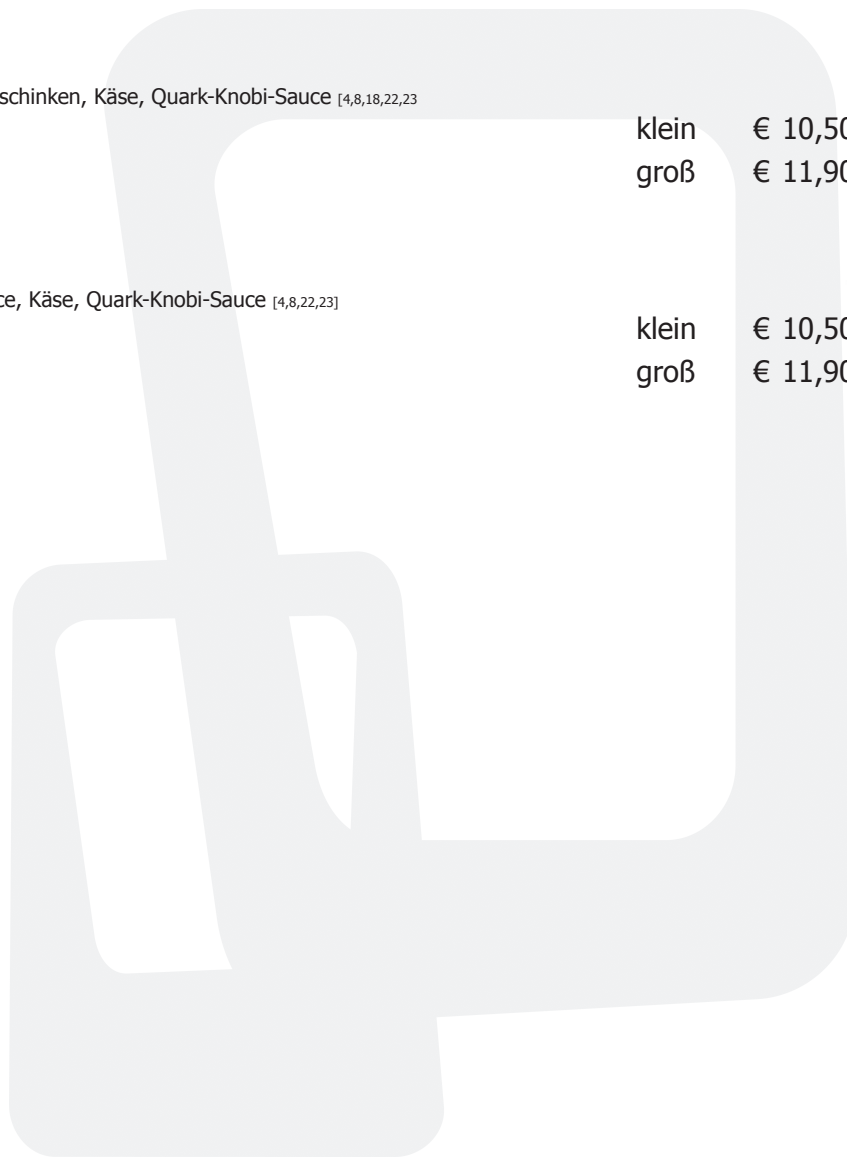 schinken, Käse, Quark-Knobi-Sauce [4,8,18,22,23
klein € 10,50
groß € 11,90
Käse, Quark-Knobi-Sauce [4,8,22,23]
klein € 10,50
groß € 11,90